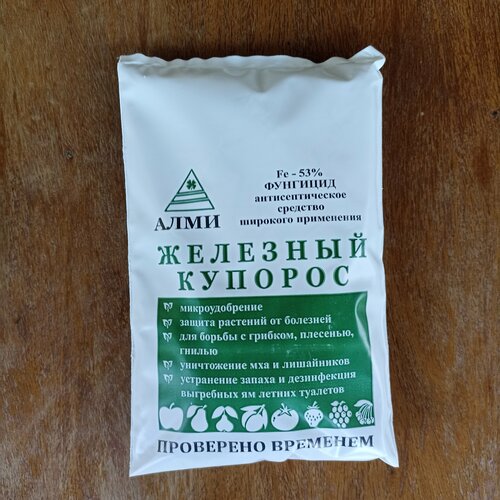 АЛМИ
Fe - 53%
ФУНГИЦИД
антисептическое
средство
широкого применения
ЖЕЛЕЗНЫЙ
КУПОРОС
микроудобрение
защита растений от болезней
для борьбы с грибком, плесенью,
гнилью
уничтожение мха и лишайников
устранение запаха и дезинфекция
выгребных ям летних туалетов
ПРОВЕРЕНО ВРЕМЕНЕМ